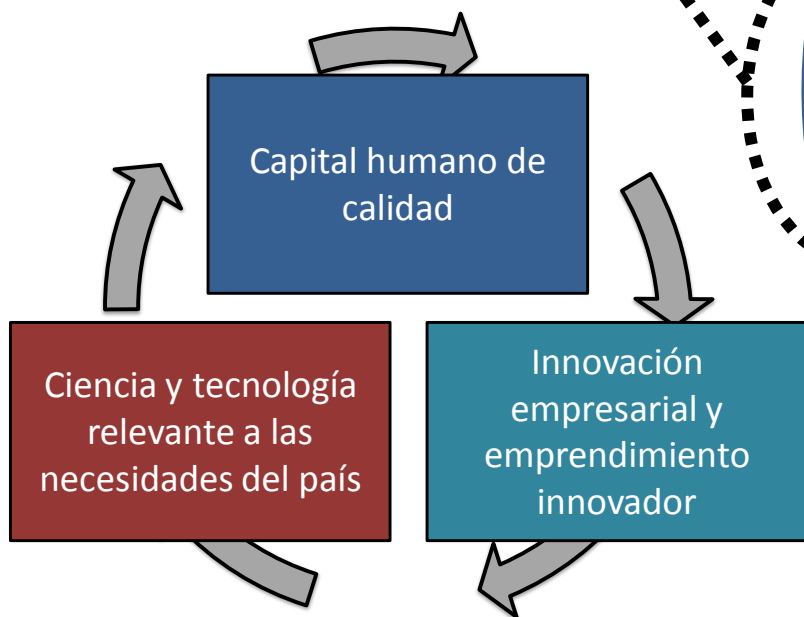 Capital humano de
calidad
Ciencia y tecnología
relevante a las
necesidades del país
Innovación
empresarial y
emprendimiento
innovador